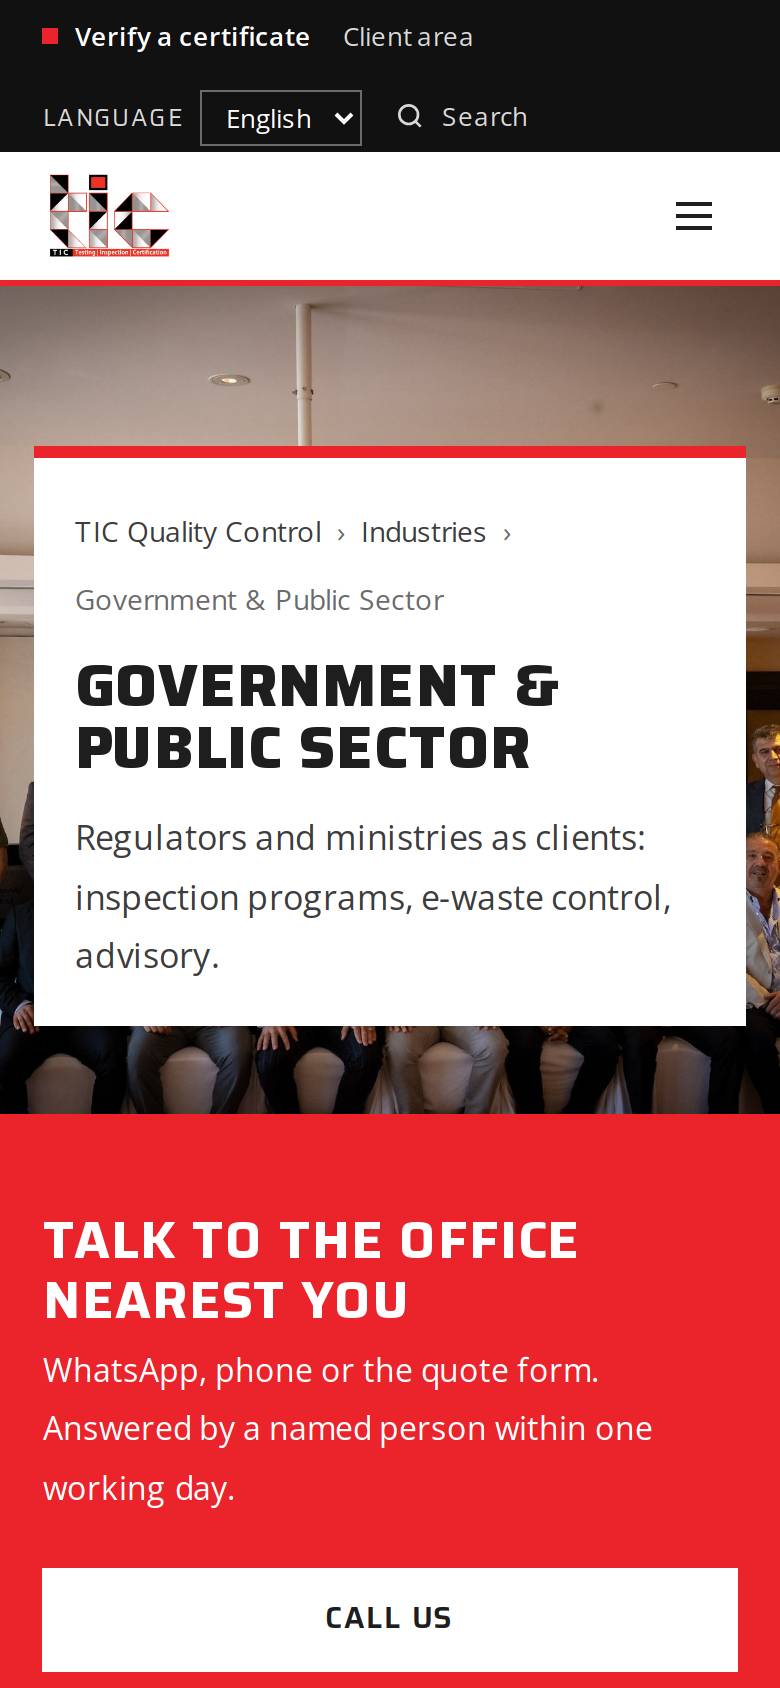 Verify a certificate
Client area
LANGUAGE
English
Search
tic
TIC Testing | Inspection | Certification
TIC Quality Control › Industries ›
Government & Public Sector
GOVERNMENT &
PUBLIC SECTOR
Regulators and ministries as clients:
inspection programs, e-waste control,
advisory.
TALK TO THE OFFICE
NEAREST YOU
WhatsApp, phone or the quote form.
Answered by a named person within one
working day.
CALL US